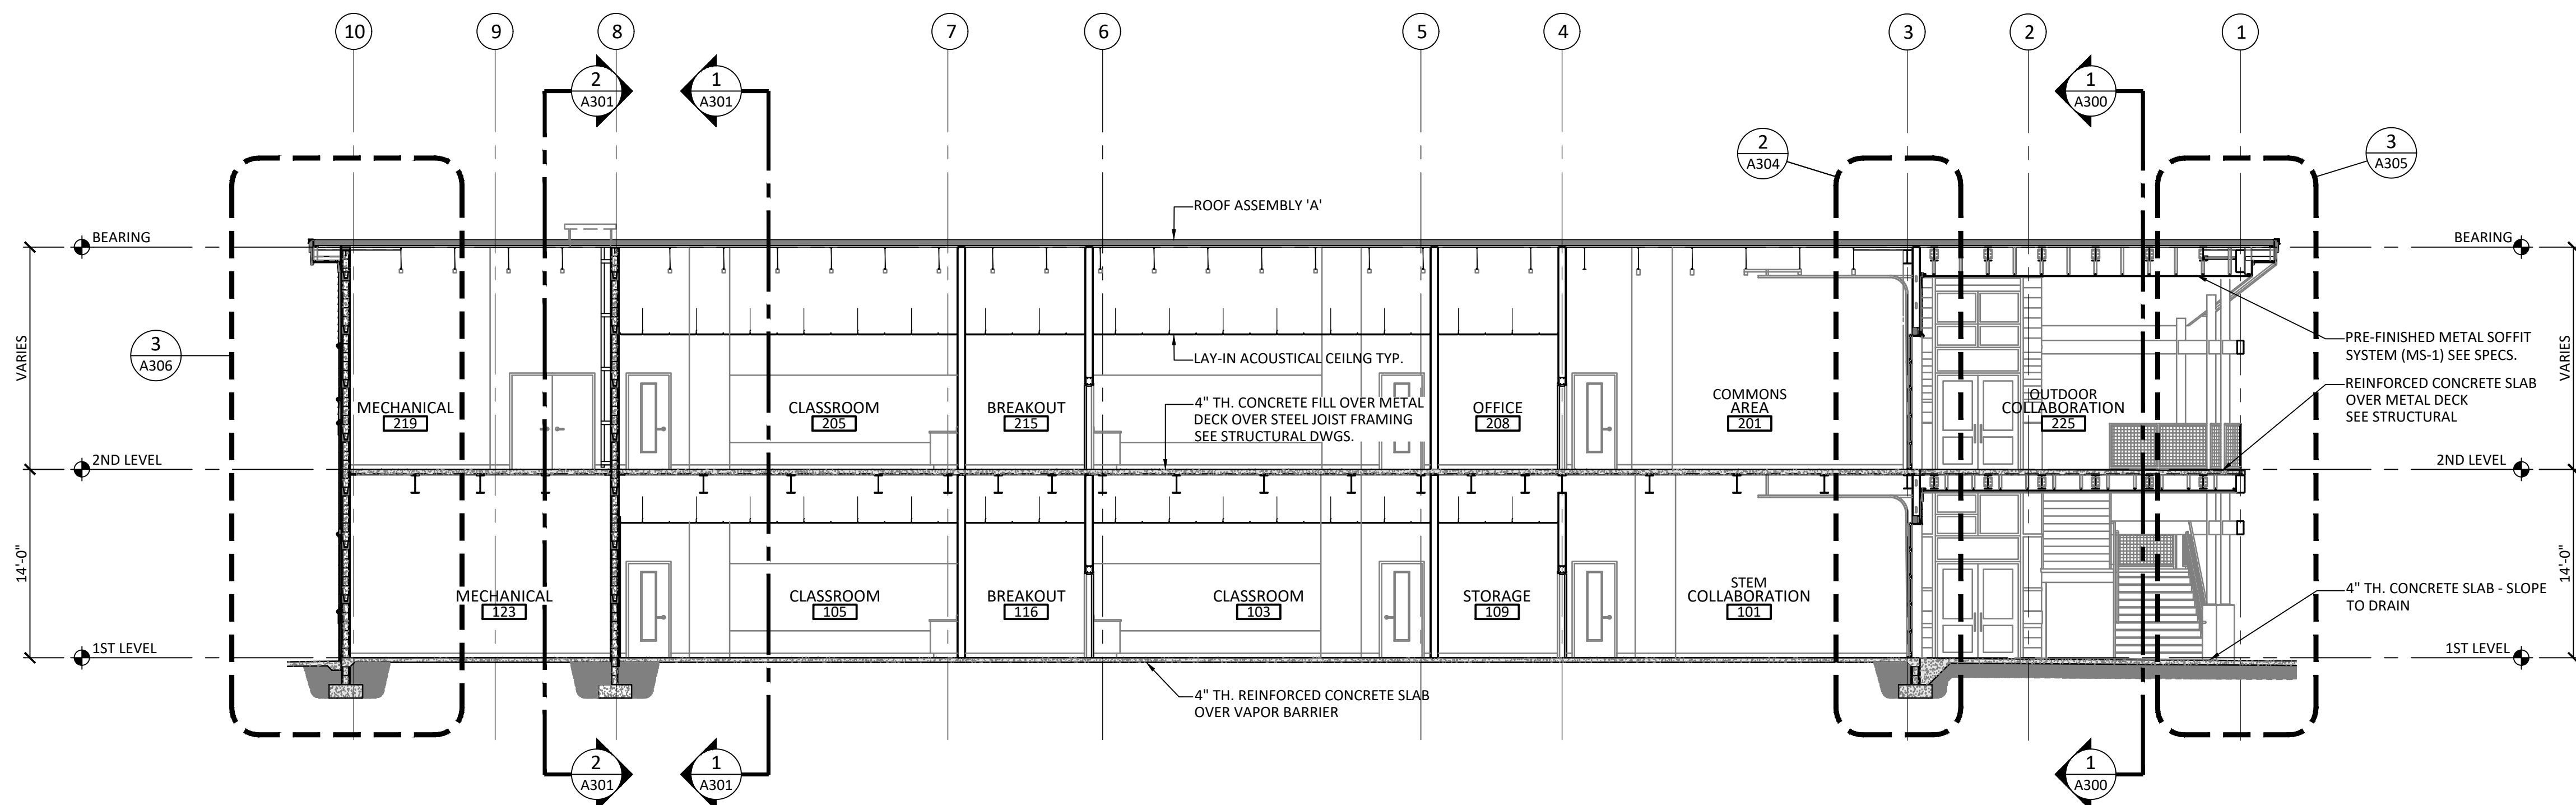 10
9
8
7
6
5
4
3
2
1
2
A301
1
A301
1
A300
2
A304
3
A305
ROOF ASSEMBLY 'A'
BEARING
BEARING
VARIES
VARIES
3
A306
LAY-IN ACOUSTICAL CEILNG TYP.
PRE-FINISHED METAL SOFFIT
SYSTEM (MS-1) SEE SPECS.
REINFORCED CONCRETE SLAB
OVER METAL DECK
SEE STRUCTURAL
4" TH. CONCRETE FILL OVER METAL
DECK OVER STEEL JOIST FRAMING
SEE STRUCTURAL DWGS.
MECHANICAL
219
CLASSROOM
205
BREAKOUT
215
OFFICE
208
COMMONS
AREA
201
OUTDOOR
COLLABORATION
225
2ND LEVEL
2ND LEVEL
14'-0"
14'-0"
MECHANICAL
123
CLASSROOM
105
BREAKOUT
116
CLASSROOM
103
STORAGE
109
STEM
COLLABORATION
101
4" TH. CONCRETE SLAB - SLOPE
TO DRAIN
1ST LEVEL
1ST LEVEL
4" TH. REINFORCED CONCRETE SLAB
OVER VAPOR BARRIER
2
A301
1
A301
1
A300